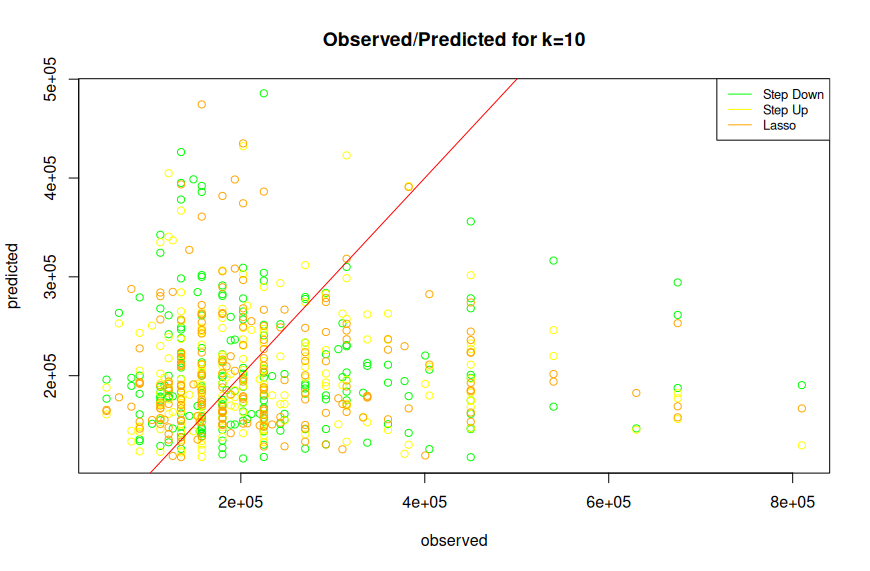 Observed/Predicted for k=10
5e+05
4e+05
3e+05
2e+05
predicted
Step Down
Step Up
Lasso
2e+05
4e+05
6e+05
8e+05
observed